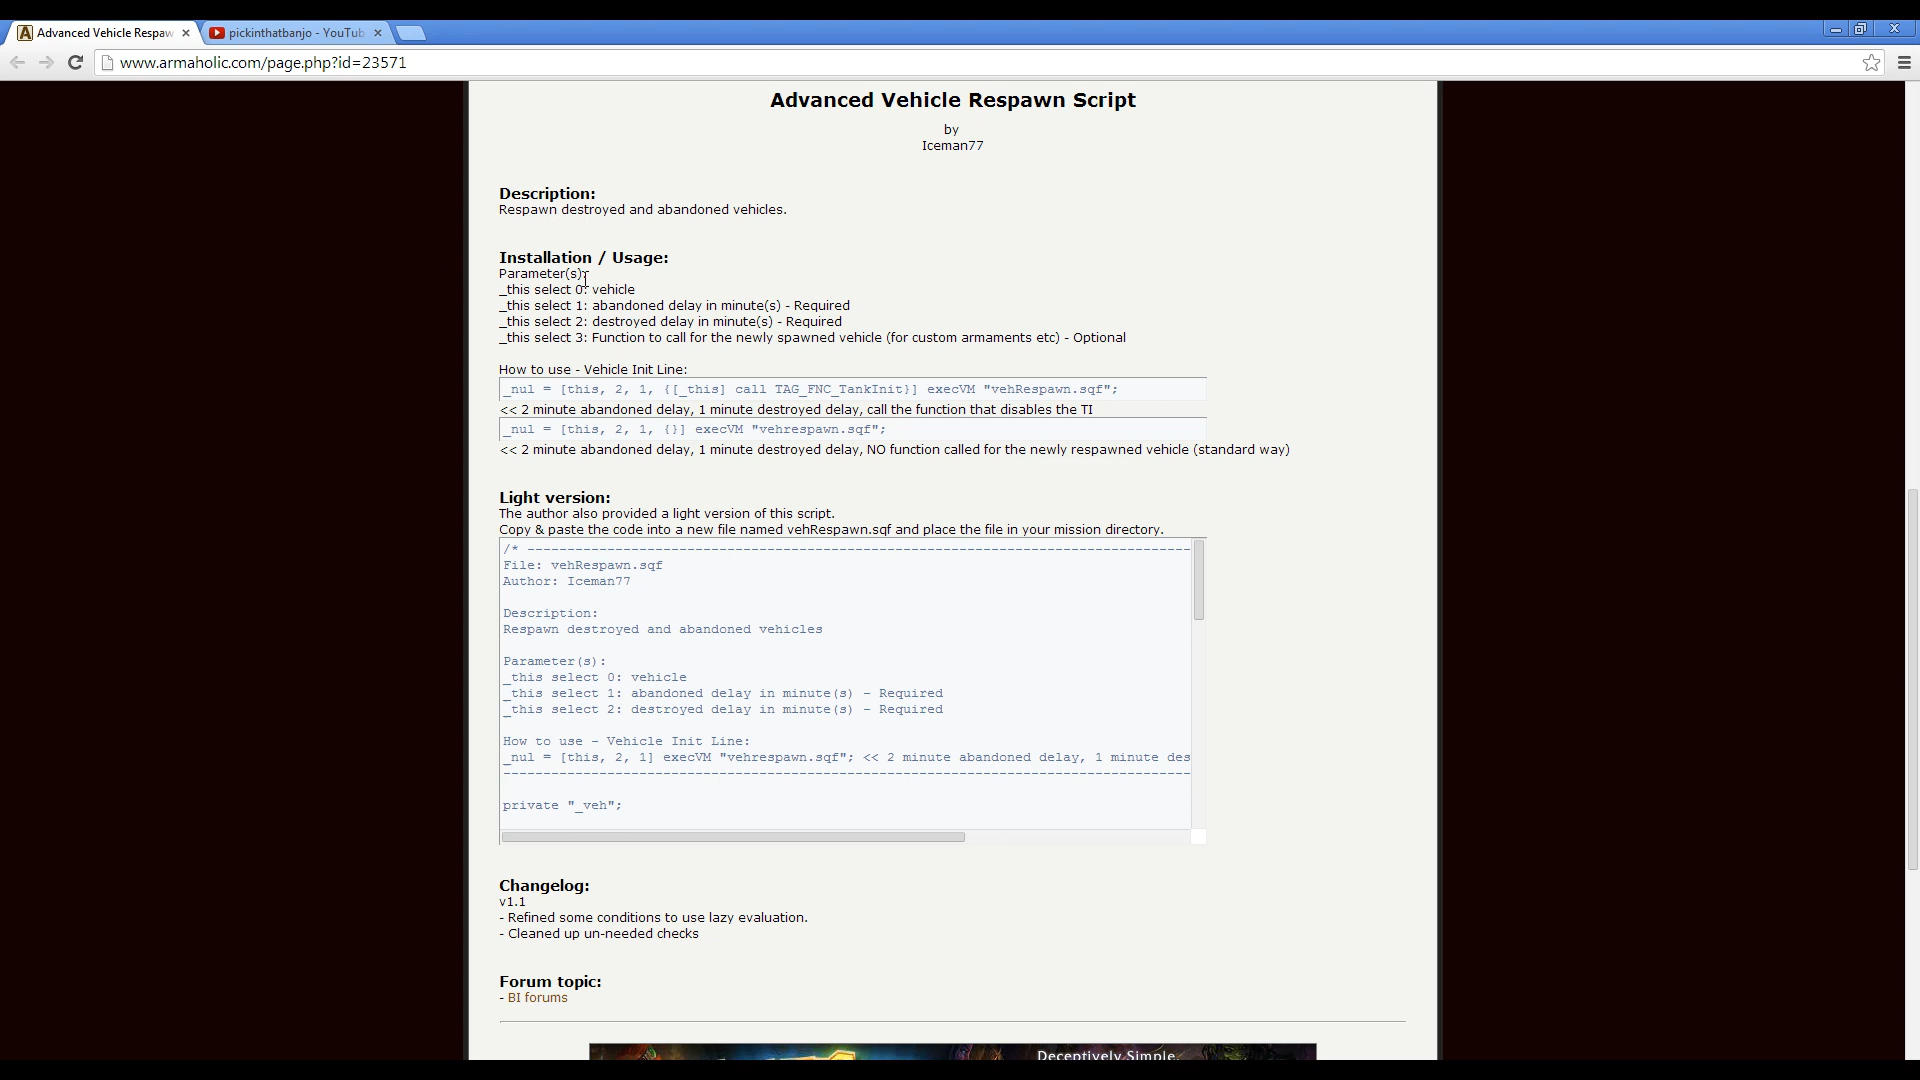 Advanced Vehicle Respaw
pickinthatbanjo - YouTub
www.armaholic.com/page.php?id=23571
Advanced Vehicle Respawn Script
by
Iceman77
Description:
Respawn destroyed and abandoned vehicles.
Installation / Usage:
Parameter(s):
_this select 0: vehicle
_this select 1: abandoned delay in minute(s) - Required
_this select 2: destroyed delay in minute(s) - Required
_this select 3: Function to call for the newly spawned vehicle (for custom armaments etc) - Optional
How to use - Vehicle Init Line:
_nul = [this, 2, 1, {[_this] call TAG_FNC_TankInit}] execVM "vehRespawn.sqf";
<< 2 minute abandoned delay, 1 minute destroyed delay, call the function that disables the TI
_nul = [this, 2, 1, {}] execVM "vehrespawn.sqf";
<< 2 minute abandoned delay, 1 minute destroyed delay, NO function called for the newly respawned vehicle (standard way)
Light version:
The author also provided a light version of this script.
Copy & paste the code into a new file named vehRespawn.sqf and place the file in your mission directory.
/* -----------------------------------------------------------------------------------
File: vehRespawn.sqf
Author: Iceman77
Description:
Respawn destroyed and abandoned vehicles
Parameter(s):
_this select 0: vehicle
_this select 1: abandoned delay in minute(s) - Required
_this select 2: destroyed delay in minute(s) - Required
How to use - Vehicle Init Line:
_nul = [this, 2, 1] execVM "vehrespawn.sqf"; << 2 minute abandoned delay, 1 minute des
--------------------------------------------------------------------------------------
private "_veh";
Changelog:
v1.1
- Refined some conditions to use lazy evaluation.
- Cleaned up un-needed checks
Forum topic:
- BI forums
Deceptively Simple.